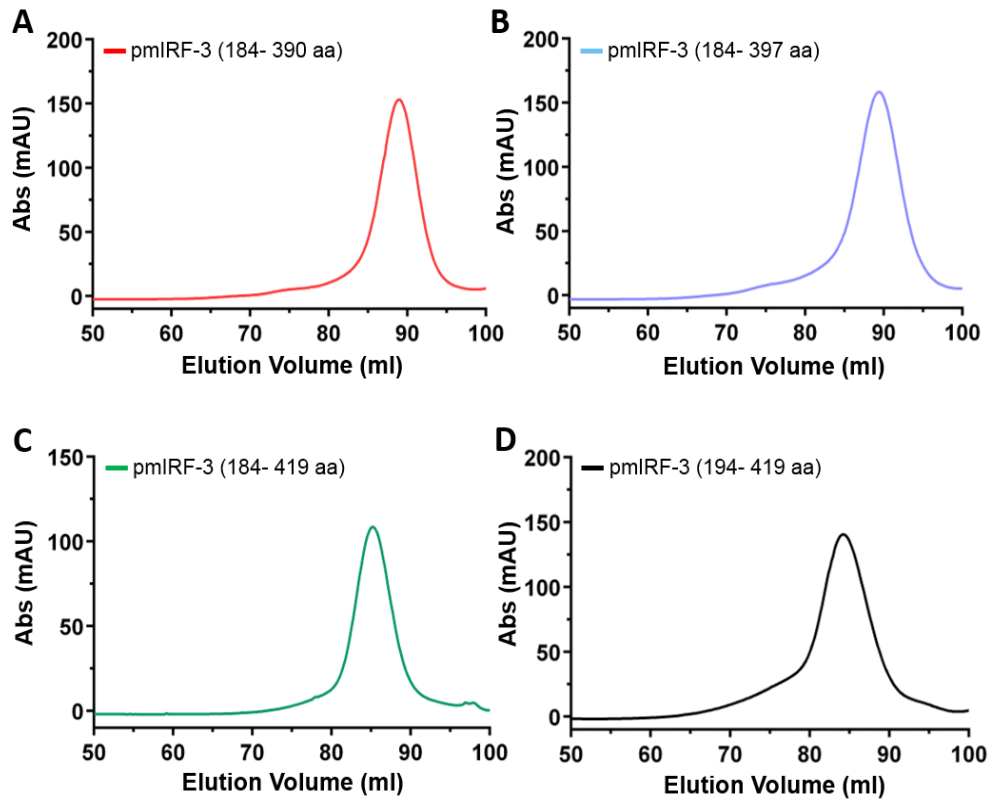 A
pmIRF-3 (184- 390 aa)
200
150
100
50
0
Abs (mAU)
50 60 70 80 90 100
Elution Volume (ml)
B
pmIRF-3 (184- 397 aa)
200
150
100
50
0
Abs (mAU)
50 60 70 80 90 100
Elution Volume (ml)
C
pmIRF-3 (184- 419 aa)
150
100
50
0
Abs (mAU)
50 60 70 80 90 100
Elution Volume (ml)
D
pmIRF-3 (194- 419 aa)
200
150
100
50
0
Abs (mAU)
50 60 70 80 90 100
Elution Volume (ml)